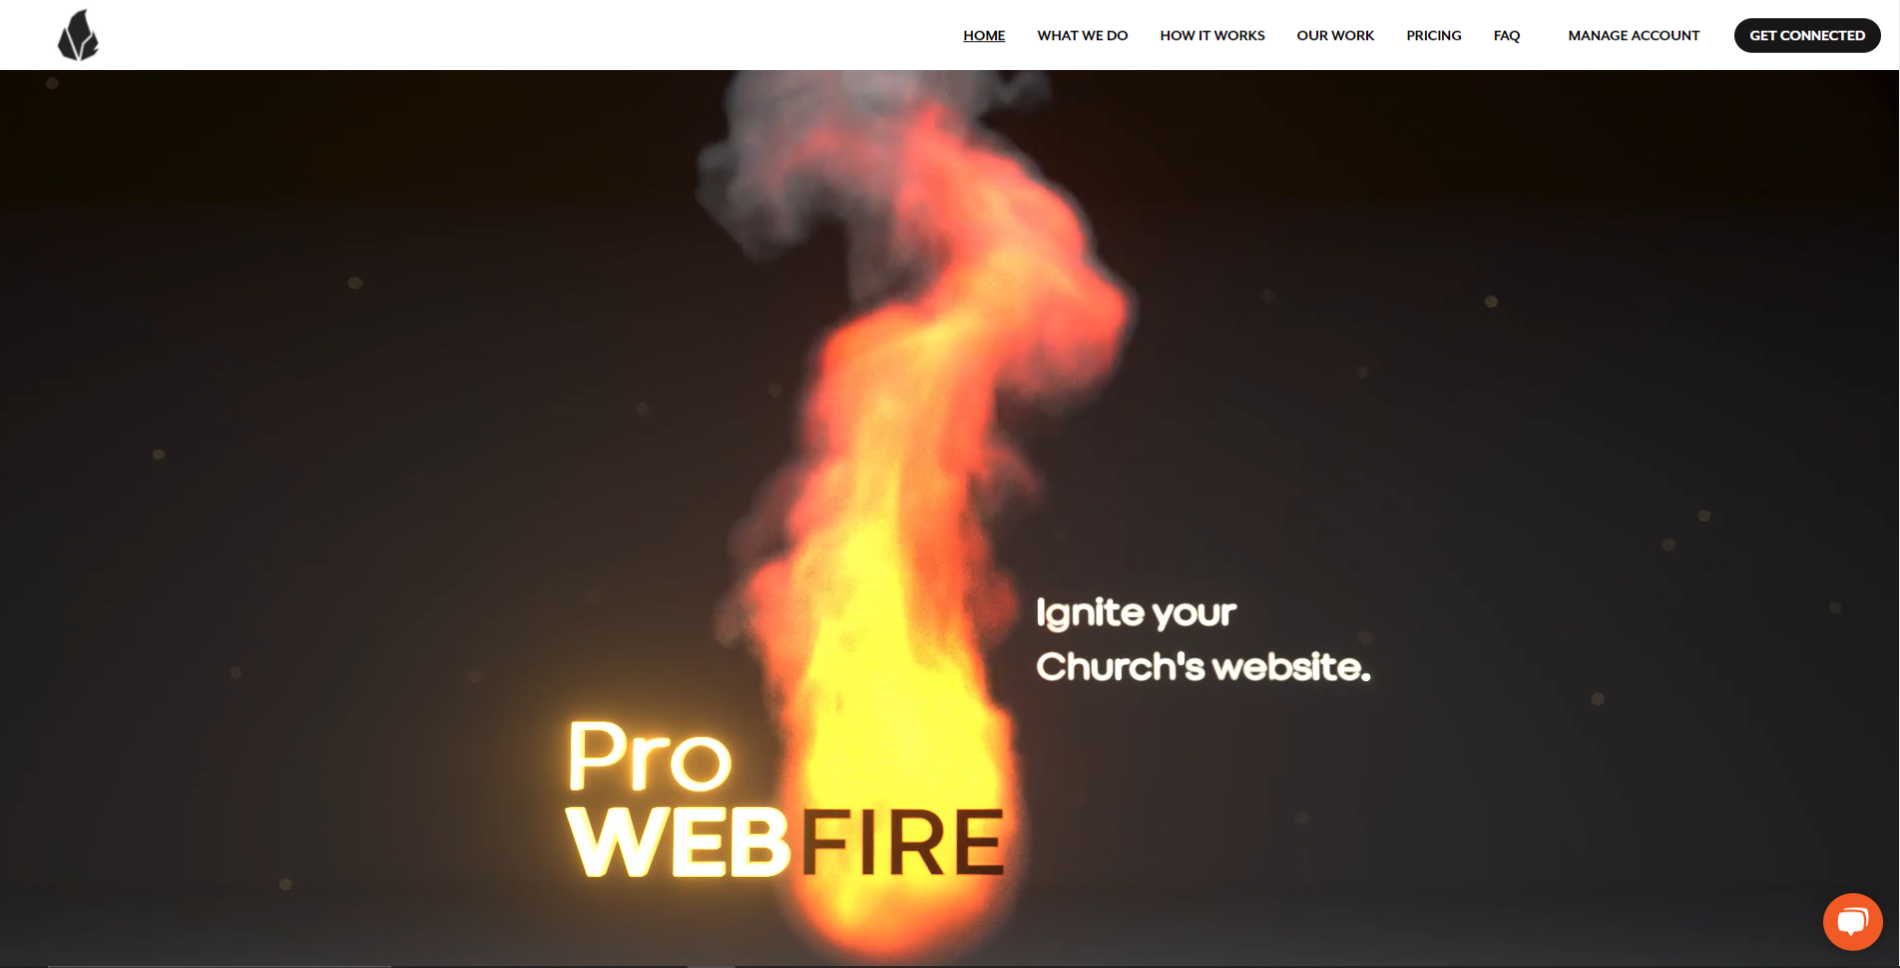 HOME WHAT WE DO HOW IT WORKS OUR WORK PRICING FAQ MANAGE ACCOUNT GET CONNECTED
Ignite your
Church's website.
Pro
WEBFIRE